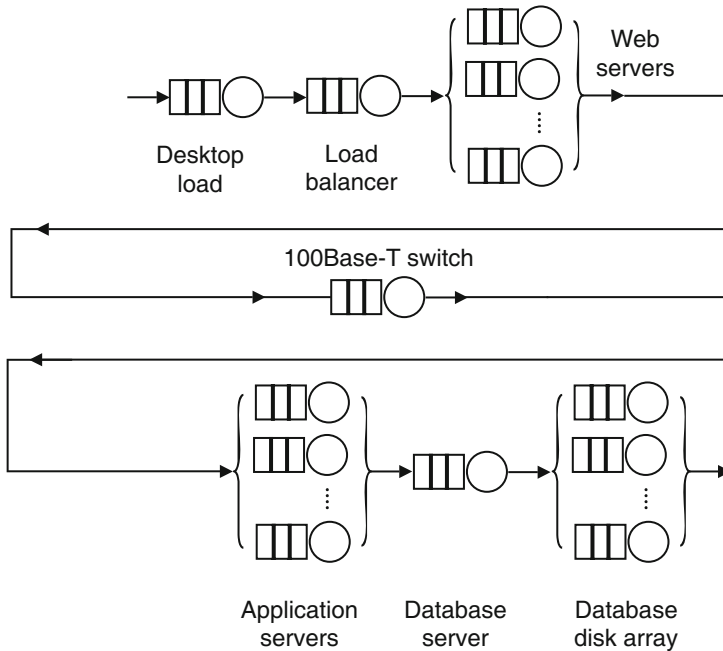 Web
servers
Desktop
load
Load
balancer
100Base-T switch
Application
servers
Database
server
Database
disk array